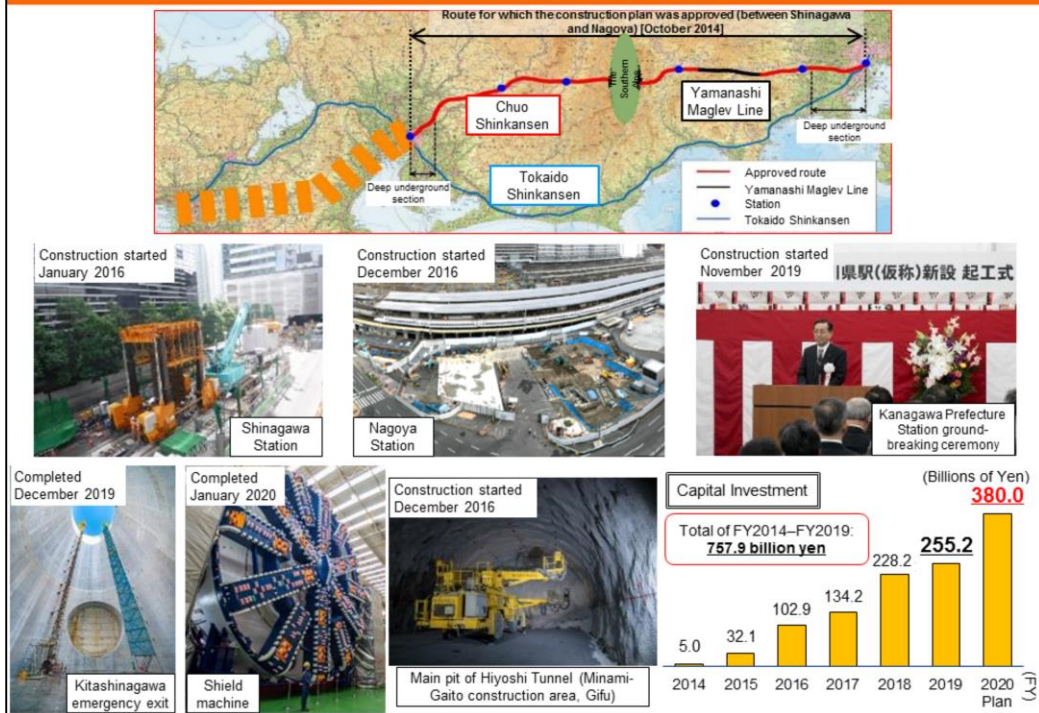 Route for which the construction plan was approved (between Shinagawa
and Nagoya) [October 2014]
The
Southern
Alps
Chuo
Shinkansen
Yamanashi
Maglev Line
Deep underground
section
Deep underground
section
Tokaido
Shinkansen
Approved route
Yamanashi Maglev Line
Station
Tokaido Shinkansen
Construction started
January 2016
Shinagawa
Station
Construction started
December 2016
Nagoya
Station
Construction started
November 2019
川県駅(仮称)新設 起工式
Kanagawa Prefecture
Station ground-
breaking ceremony
Completed
December 2019
Kitashinagawa
emergency exit
Completed
January 2020
Shield
machine
Construction started
December 2016
Main pit of Hiyoshi Tunnel (Minami-
Gaito construction area, Gifu)
Capital Investment
(Billions of Yen)
Total of FY2014–FY2019:
757.9 billion yen
5.0
32.1
102.9
134.2
228.2
255.2
380.0
2014 2015 2016 2017 2018 2019 2020
Plan
(FY)